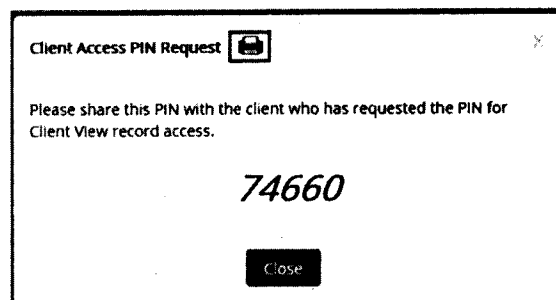 Client Access PIN Request
Please share this PIN with the client who has requested the PIN for
Client View record access.
74660
Close